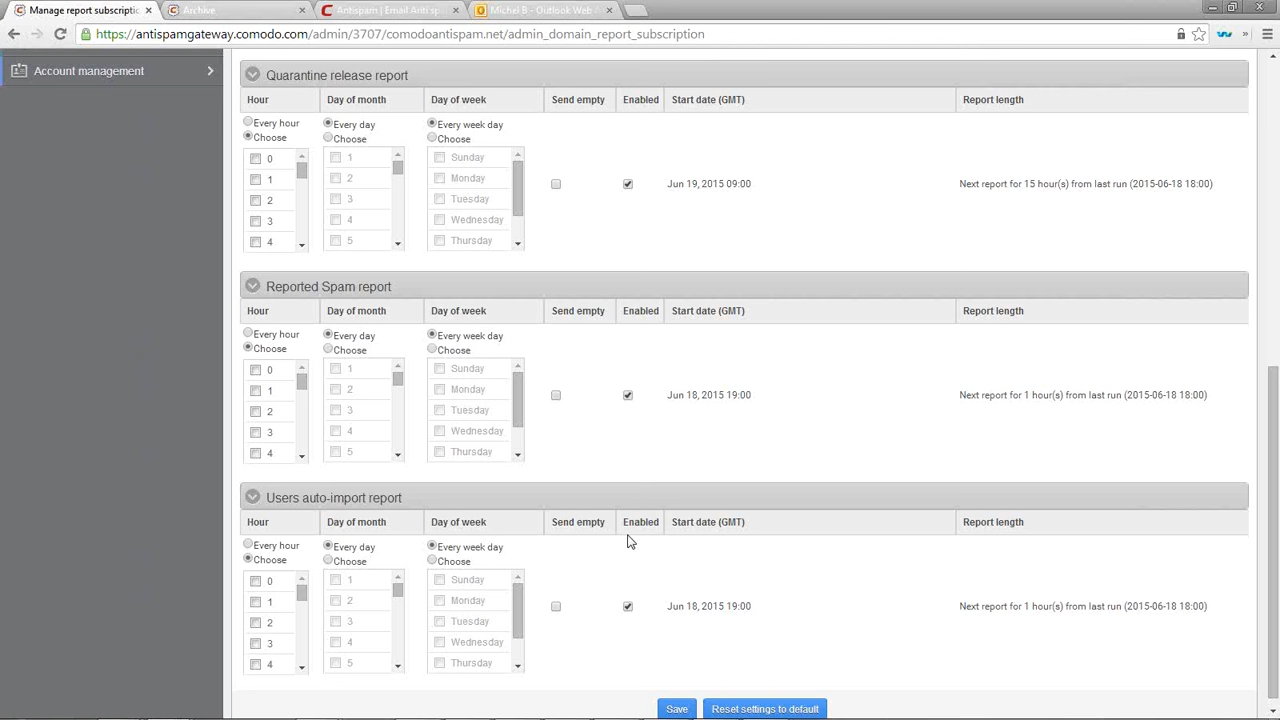 Manage report subscripti
Archive
Antispam | Email Anti sp
Michel B - Outlook Web A
https://antispamgateway.comodo.com/admin/3707/comodoantispam.net/admin_domain_report_subscription
Account management
Quarantine release report
Hour Day of month Day of week Send empty Enabled Start date (GMT) Report length
Every hour Every day Every week day
Choose Choose Choose
0 1 Sunday
1 2 Monday
2 3 Tuesday
3 4 Wednesday
4 5 Thursday
Jun 19, 2015 09:00 Next report for 15 hour(s) from last run (2015-06-18 18:00)
Reported Spam report
Hour Day of month Day of week Send empty Enabled Start date (GMT) Report length
Every hour Every day Every week day
Choose Choose Choose
0 1 Sunday
1 2 Monday
2 3 Tuesday
3 4 Wednesday
4 5 Thursday
Jun 18, 2015 19:00 Next report for 1 hour(s) from last run (2015-06-18 18:00)
Users auto-import report
Hour Day of month Day of week Send empty Enabled Start date (GMT) Report length
Every hour Every day Every week day
Choose Choose Choose
0 1 Sunday
1 2 Monday
2 3 Tuesday
3 4 Wednesday
4 5 Thursday
Jun 18, 2015 19:00 Next report for 1 hour(s) from last run (2015-06-18 18:00)
Save Reset settings to default